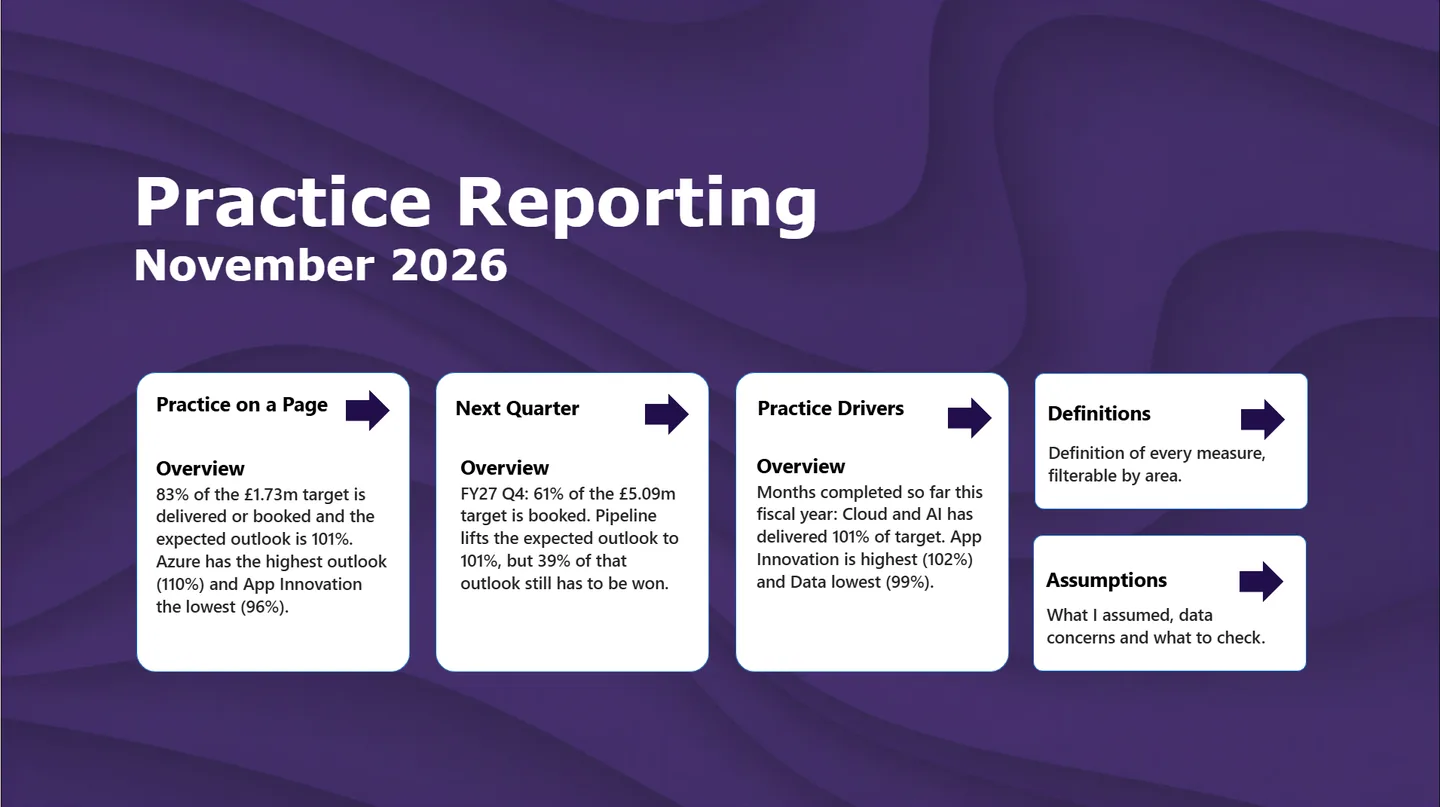 Practice Reporting
November 2026
Practice on a Page
Overview
83% of the £1.73m target is
delivered or booked and the
expected outlook is 101%.
Azure has the highest outlook
(110%) and App Innovation
the lowest (96%).
Next Quarter
Overview
FY27 Q4: 61% of the £5.09m
target is booked. Pipeline
lifts the expected outlook to
101%, but 39% of that
outlook still has to be won.
Practice Drivers
Overview
Months completed so far this
fiscal year: Cloud and AI has
delivered 101% of target. App
Innovation is highest (102%)
and Data lowest (99%).
Definitions
Definition of every measure,
filterable by area.
Assumptions
What I assumed, data
concerns and what to check.